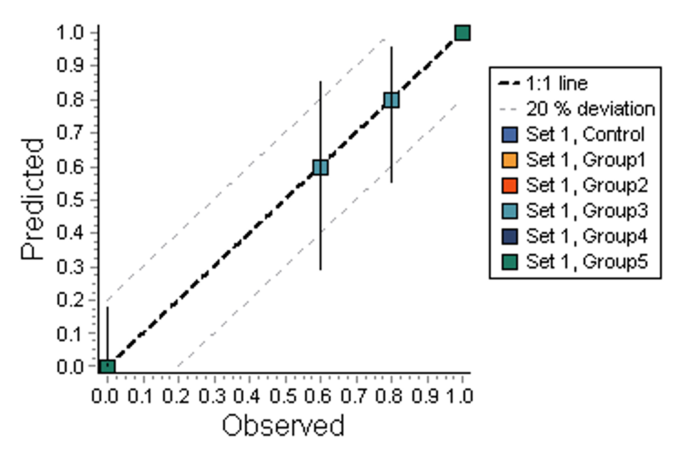 1.0
0.9
0.8
0.7
0.6
0.5
0.4
0.3
0.2
0.1
0.0
Predicted
0.0 0.1 0.2 0.3 0.4 0.5 0.6 0.7 0.8 0.9 1.0
Observed
1:1 line
20 % deviation
Set 1, Control
Set 1, Group1
Set 1, Group2
Set 1, Group3
Set 1, Group4
Set 1, Group5